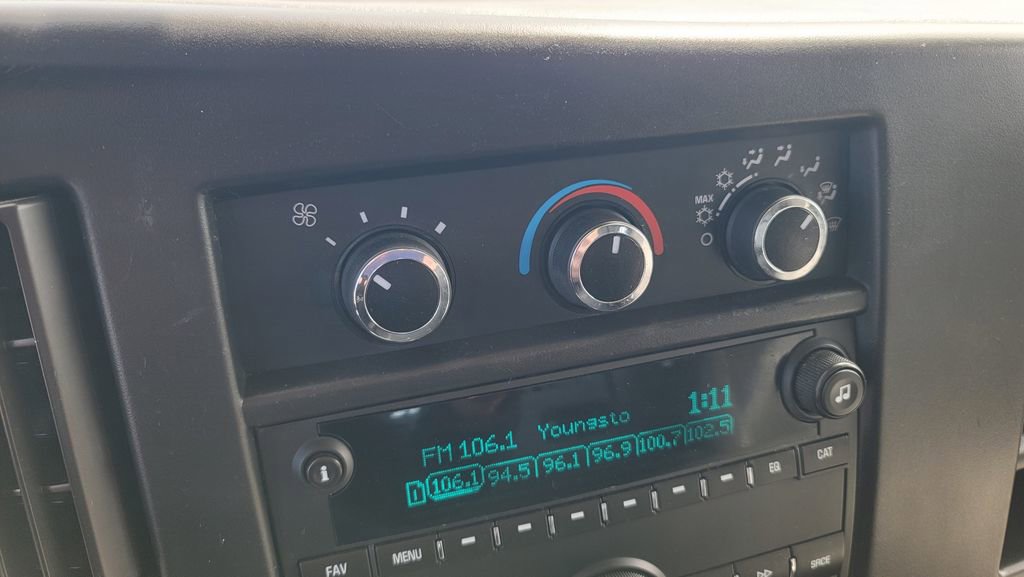 MAX
1:11
FM 106.1 Youngsto
1 106.1 94.5 96.1 96.9 100.7 102.5
i
FAV MENU EQ CAT
SRCE